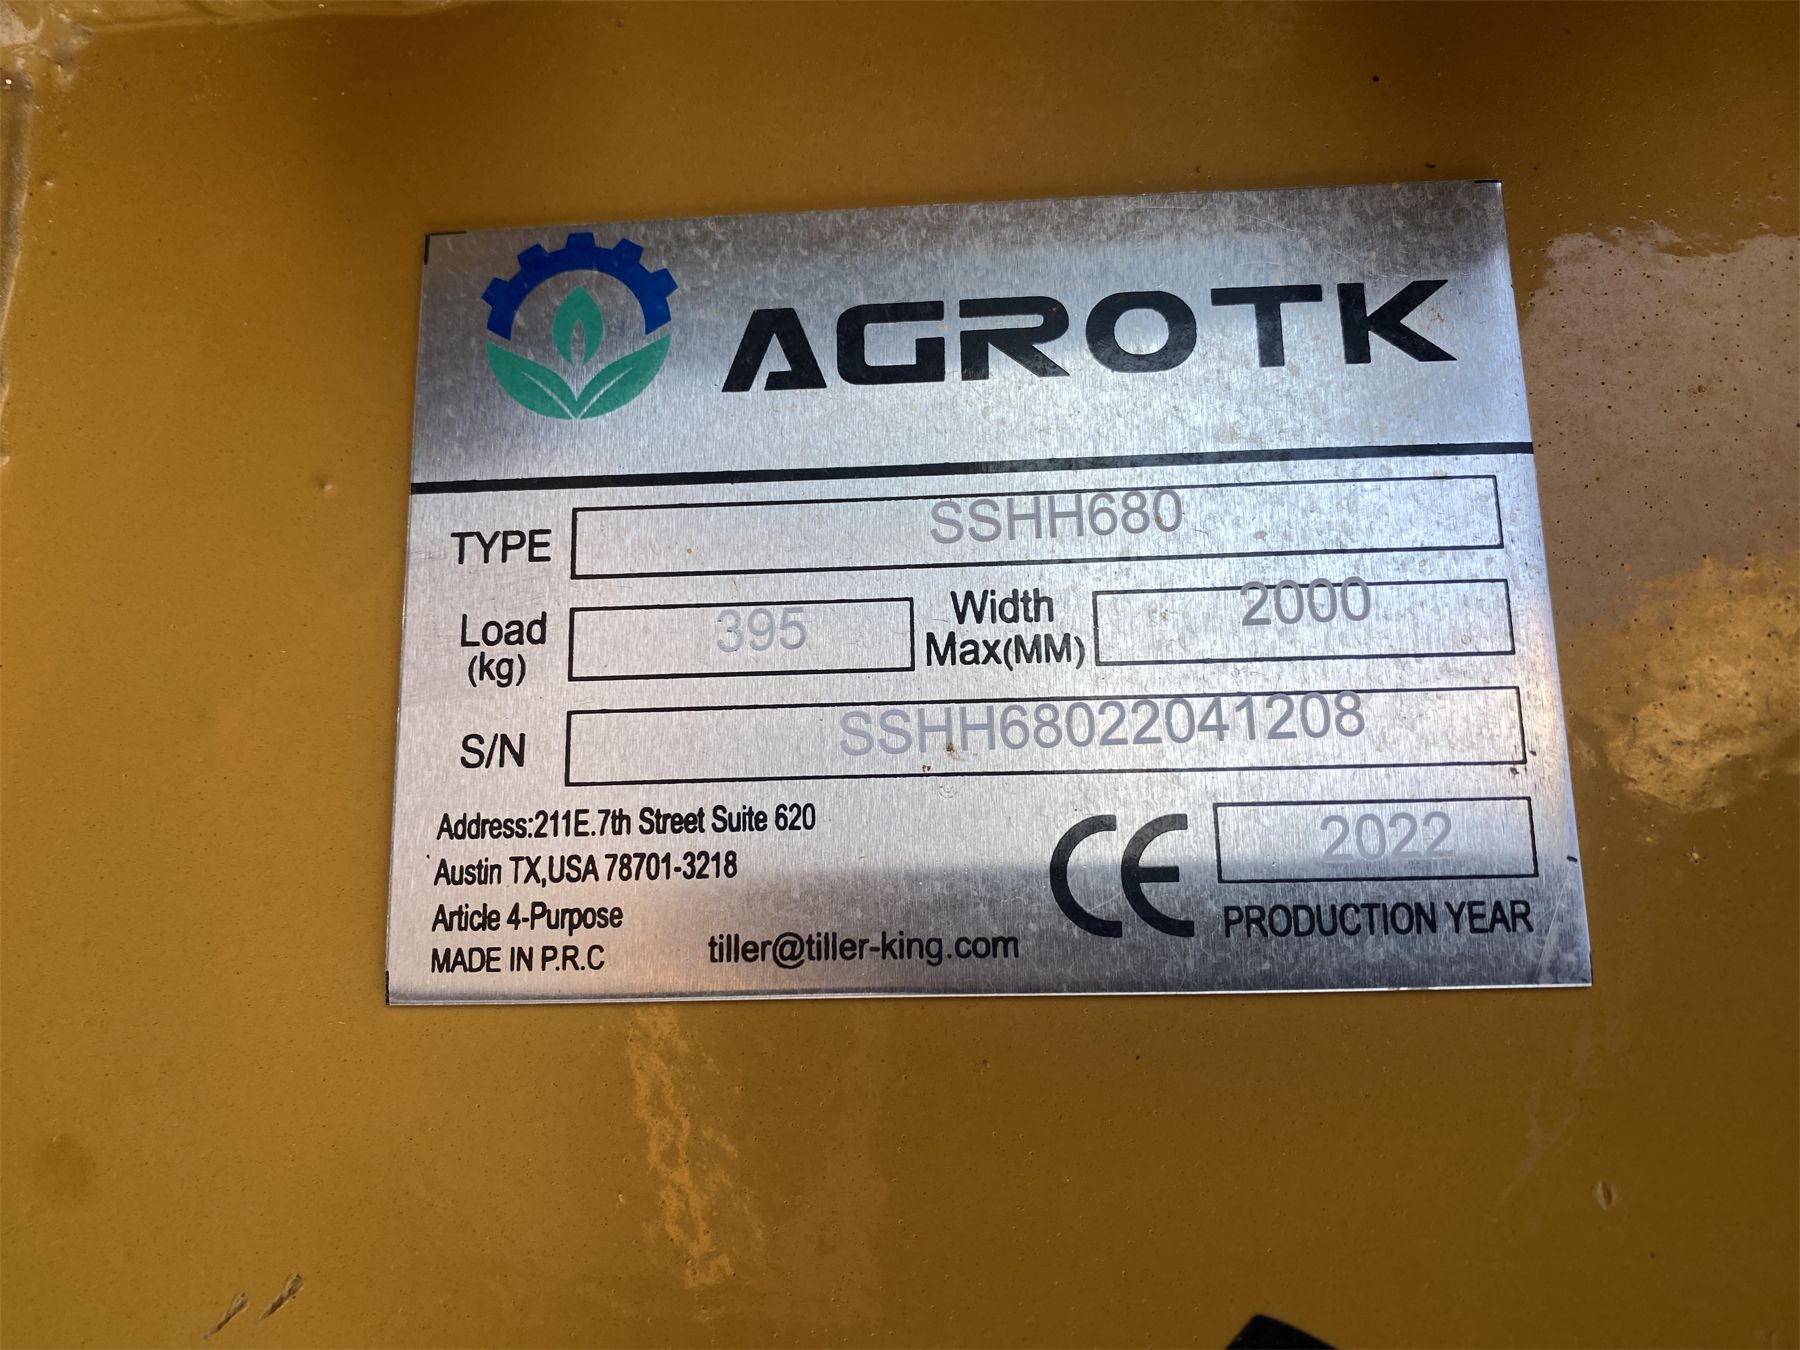 AGROTK
TYPE SSHH680
Load (kg) 395 Width Max(MM) 2000
S/N SSHH68022041208
Address:211E.7th Street Suite 620
Austin TX,USA 78701-3218
Article 4-Purpose
MADE IN P.R.C
tiller@tiller-king.com
CE
2022
PRODUCTION YEAR